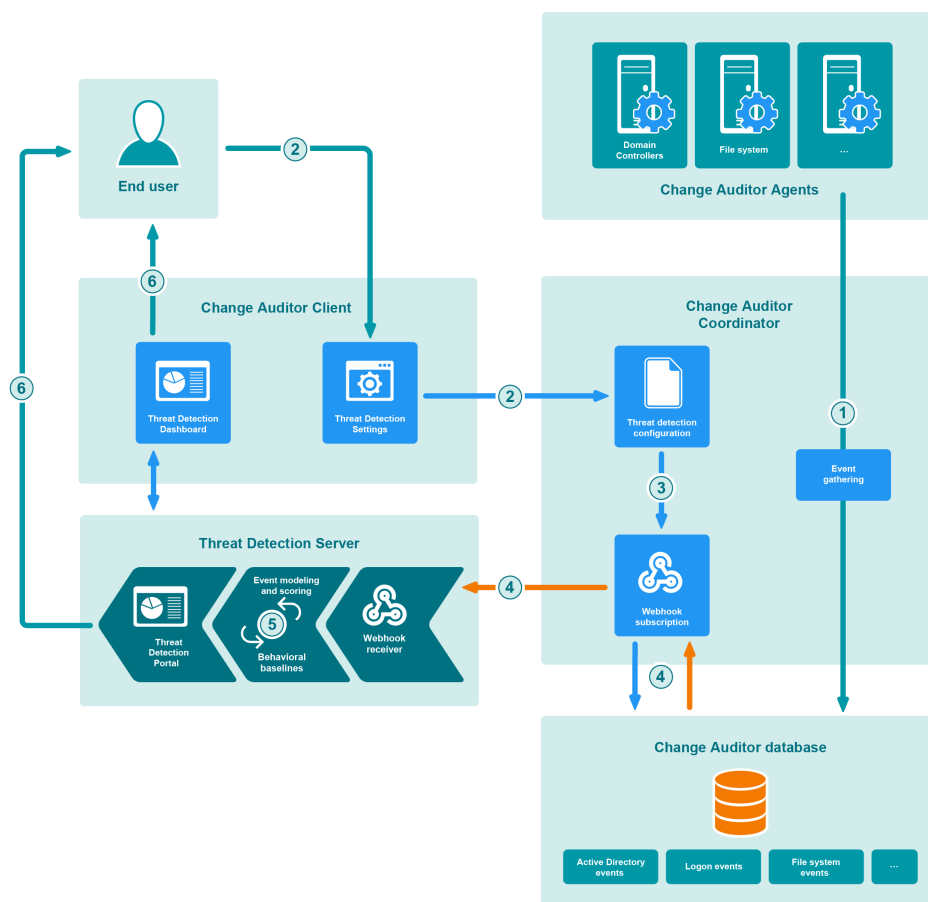 Domain
Controllers
File system
...
Change Auditor Agents
End user
2
6
Change Auditor Client
Threat Detection
Dashboard
Threat Detection
Settings
6
2
Change Auditor
Coordinator
Threat detection
configuration
1
Event
gathering
3
Webhook
subscription
4
4
Threat Detection Server
Threat
Detection
Portal
Event modeling
and scoring
5
Behavioral
baselines
Webhook
receiver
Change Auditor database
Active Directory
events
Logon events
File system
events
...